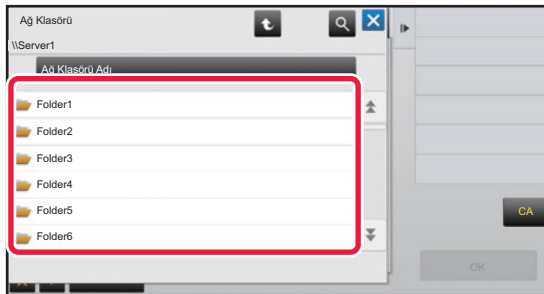 Ağ Klasörü
\\Server1
Ağ Klasörü Adı
Folder1
Folder2
Folder3
Folder4
Folder5
Folder6
CA
OK